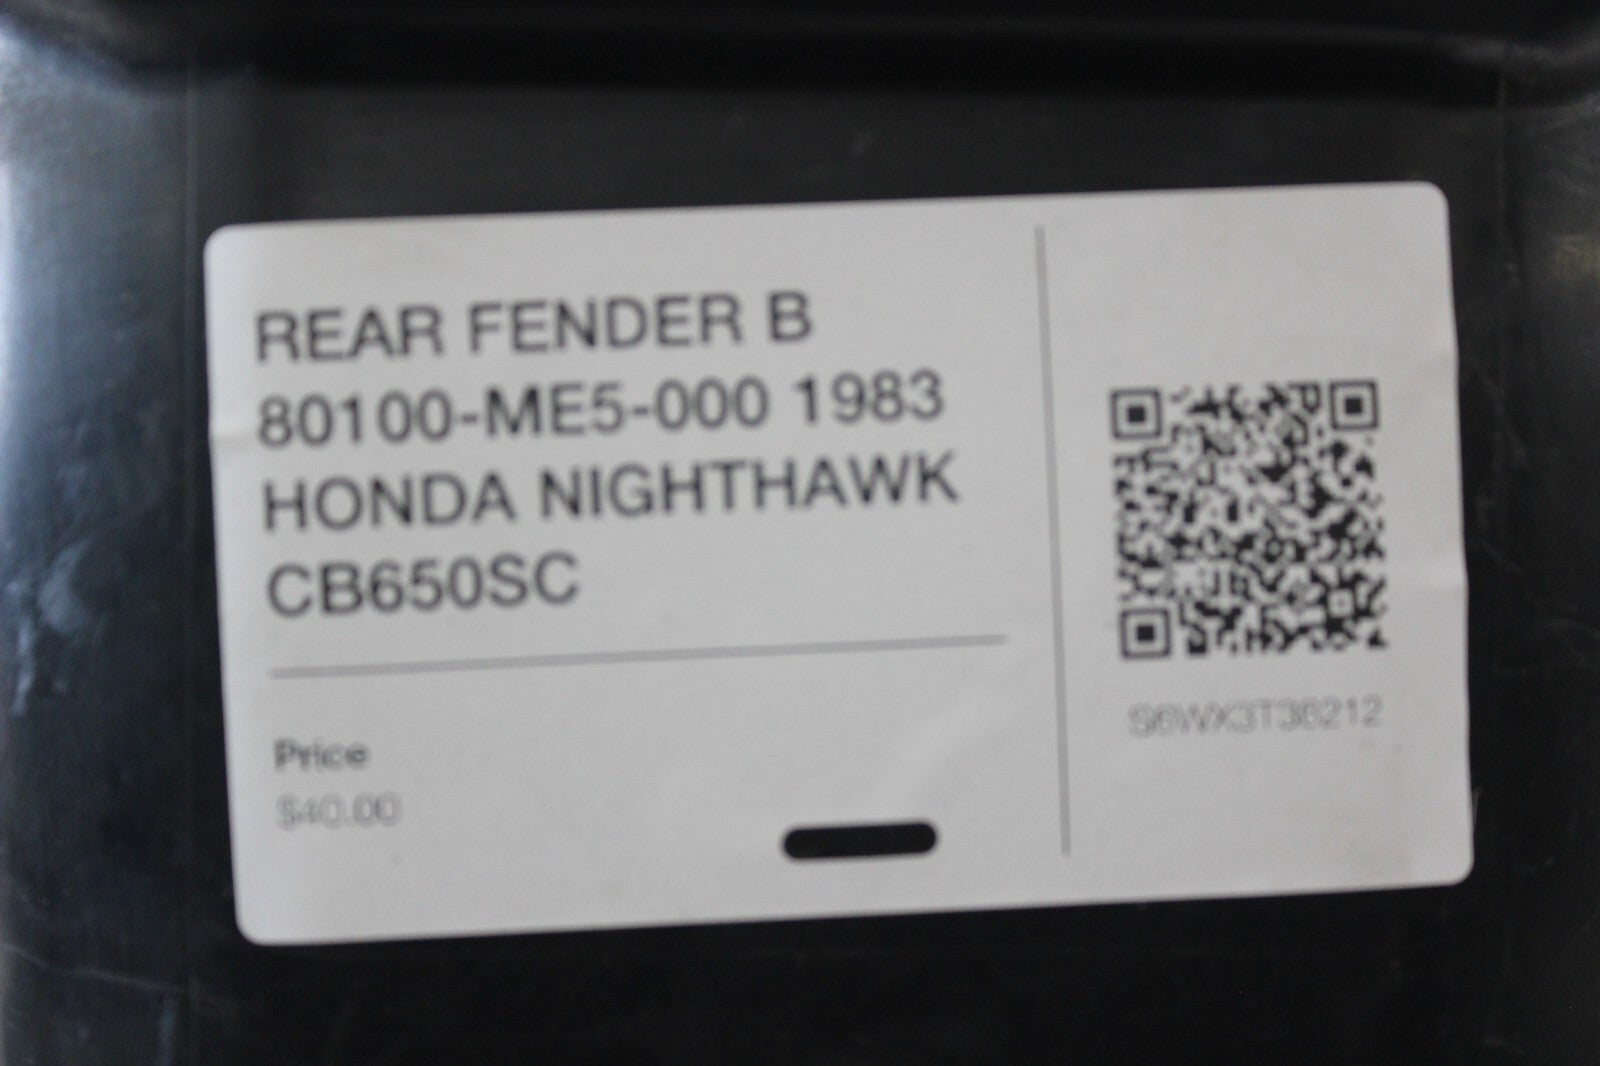 REAR FENDER B
80100-ME5-000 1983
HONDA NIGHTHAWK
CB650SC
Price
$40.00
S6WX3T36212